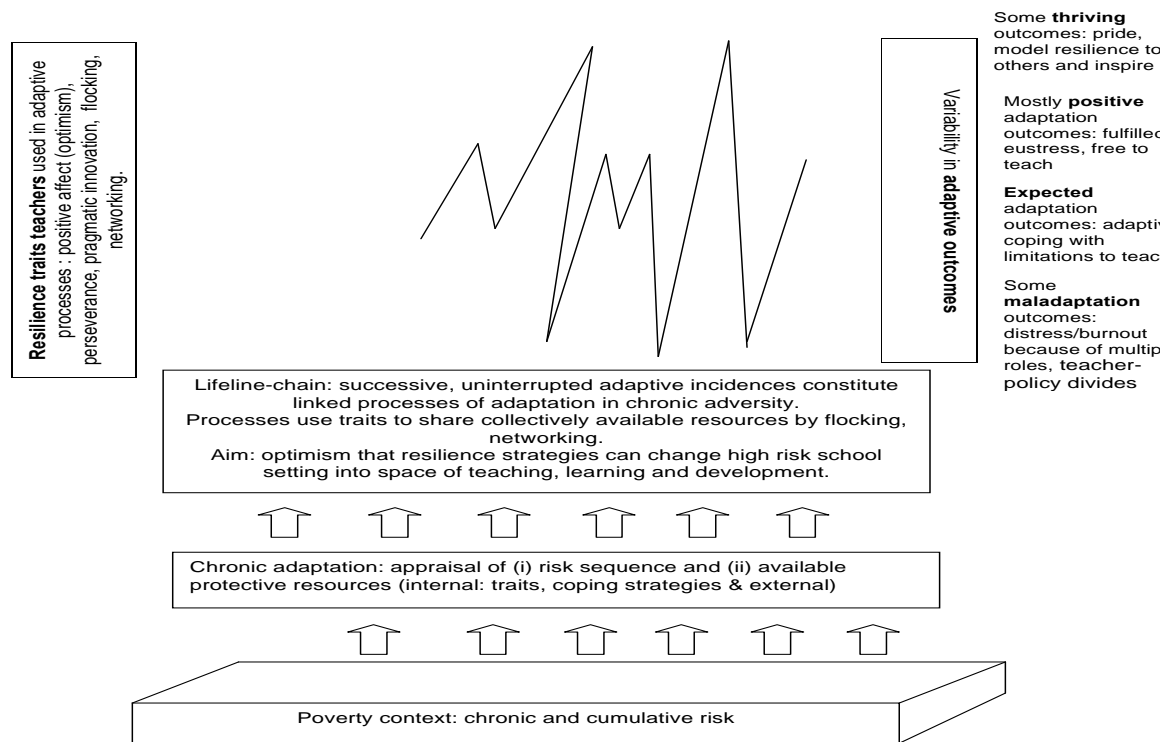 Resilience traits teachers used in adaptive
processes : positive affect (optimism),
perseverance, pragmatic innovation, flocking,
networking.
Variability in adaptive outcomes
Some thriving
outcomes: pride,
model resilience to
others and inspire
Mostly positive
adaptation
outcomes:
eustress, free to
teach
Expected
adaptation
outcomes:
coping with
limitations to
Some
maladaptation
outcomes:
distress/burnout
because of
roles, teacher-
policy divides
Lifeline-chain: successive, uninterrupted adaptive incidences constitute
linked processes of adaptation in chronic adversity.
Processes use traits to share collectively available resources by flocking,
networking.
Aim: optimism that resilience strategies can change high risk school
setting into space of teaching, learning and development.
Chronic adaptation: appraisal of (i) risk sequence and (ii) available
protective resources (internal: traits, coping strategies & external)
Poverty context: chronic and cumulative risk